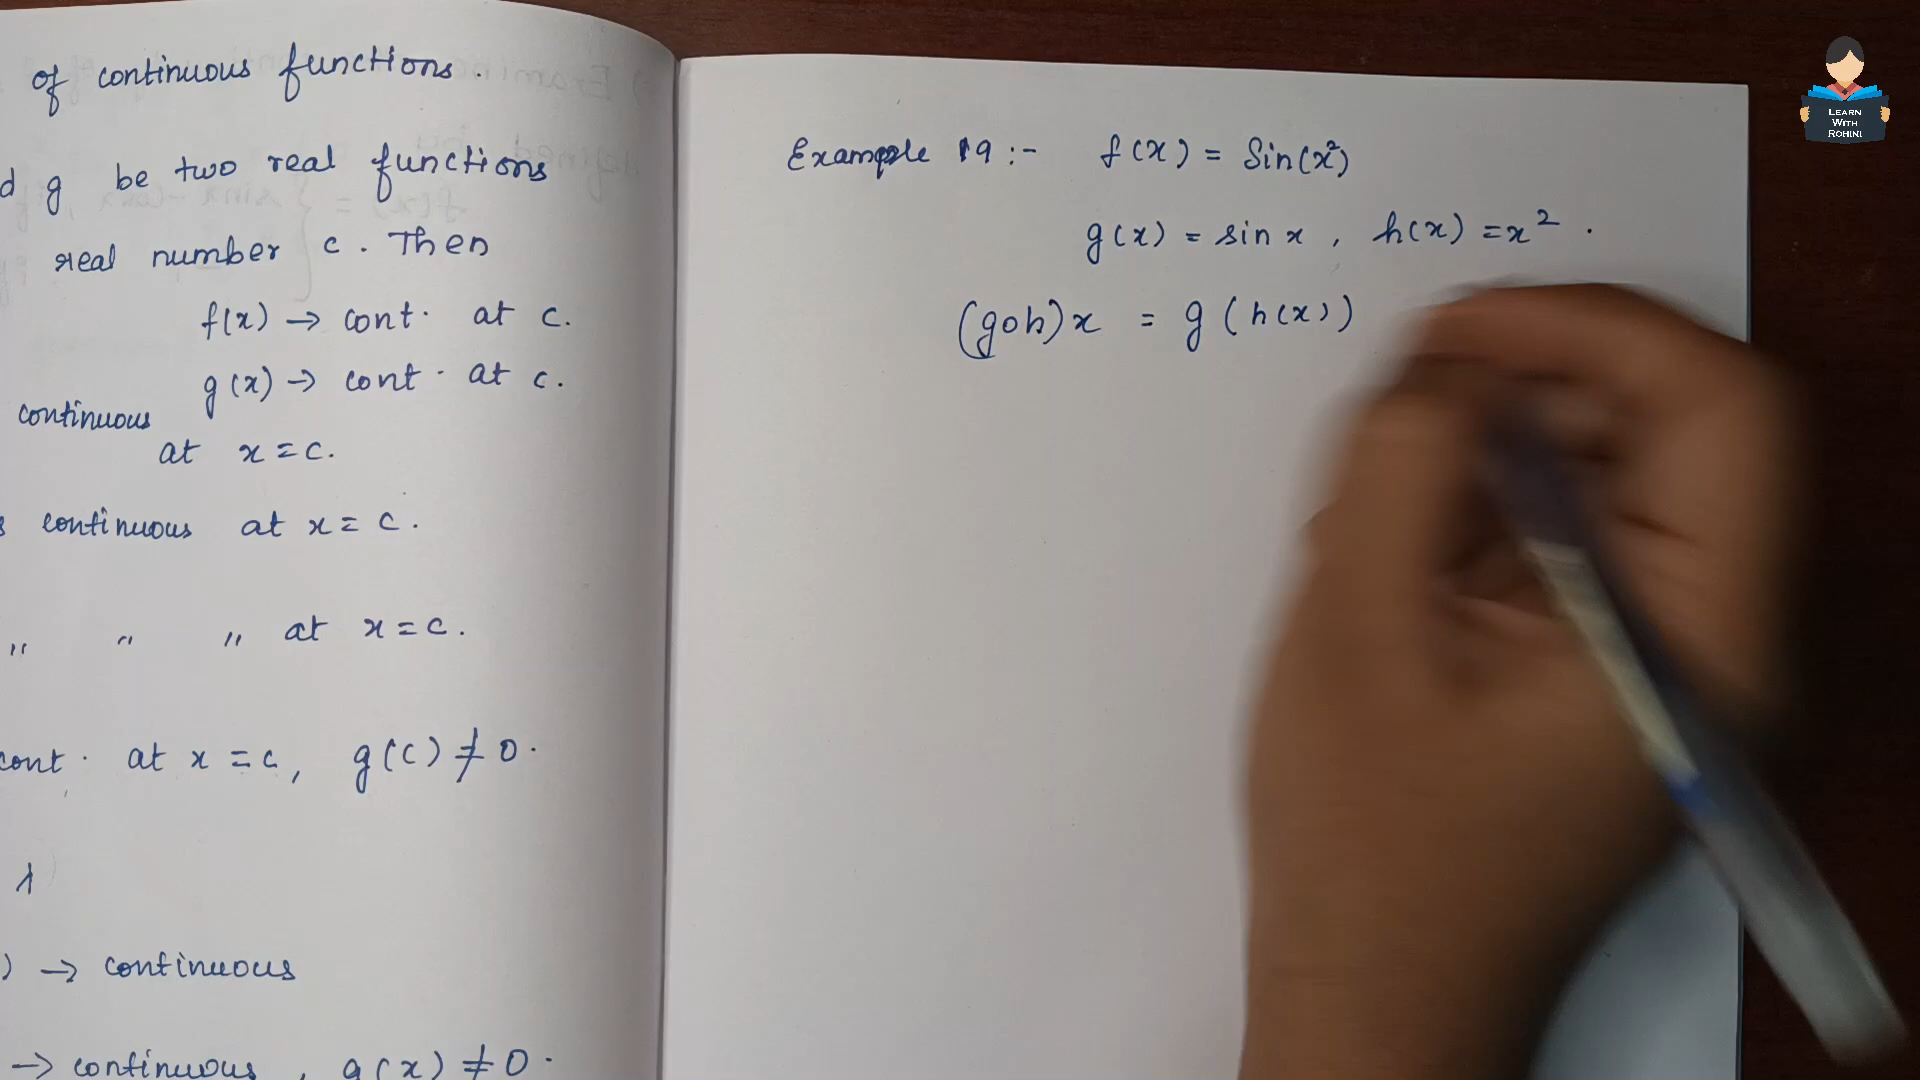 of continuous functions.
d g be two real functions
real number c. Then
f(x) → cont. at c.
g(x) → cont. at c.
continuous
at x = c.
s continuous at x = c.
,, ,, ,, at x = c.
cont. at x = c, g(c) ≠ 0.
) → continuous
→ continuous, g(x) ≠ 0.
Example 19 :- f(x) = Sin(x²)
g(x) = sin x , h(x) = x² .
(goh)x = g(h(x))
LEARN
WITH
ROHINI